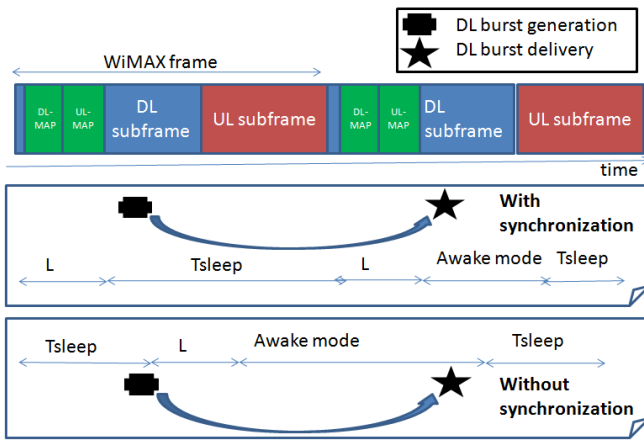 DL burst generation
DL burst delivery
WiMAX frame
DL-
MAP
UL-
MAP
DL
subframe
UL subframe
DL-
MAP
UL-
MAP
DL
subframe
UL subframe
time
With
synchronization
L
Tsleep
L
Awake mode
Tsleep
Tsleep
L
Awake mode
Tsleep
Without
synchronization